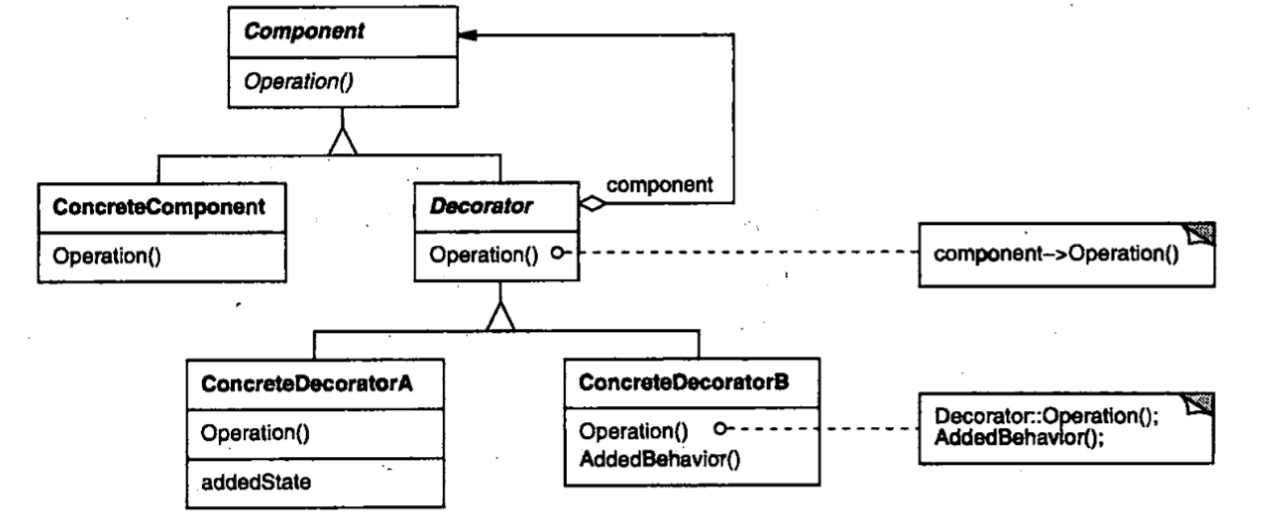 Component
Operation()
component
ConcreteComponent
Operation()
Decorator
Operation()
component–>Operation()
ConcreteDecoratorA
Operation()
addedState
ConcreteDecoratorB
Operation()
AddedBehavior()
Decorator::Operation();
AddedBehavior();